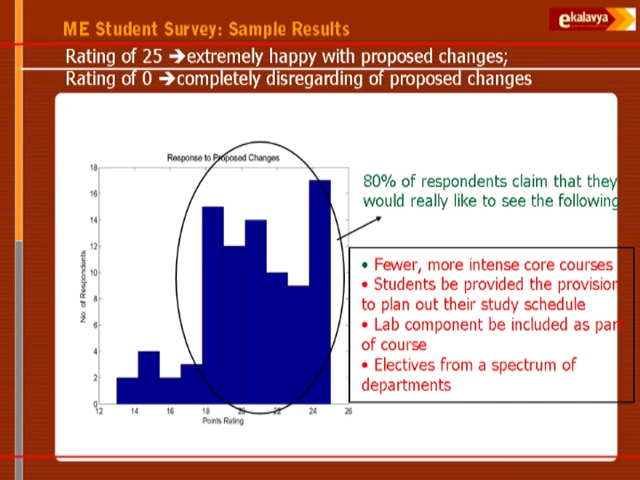 ME Student Survey: Sample Results
ekalavya
Rating of 25 ➔extremely happy with proposed changes;
Rating of 0 ➔completely disregarding of proposed changes
Response to Proposed Changes
18
16
14
12
10
8
6
4
2
0
No: of Respondents
12 14 16 18 20 22 24 26
Points Rating
80% of respondents claim that they
would really like to see the following
• Fewer, more intense core courses
• Students be provided the provision
to plan out their study schedule
• Lab component be included as part
of course
• Electives from a spectrum of
departments